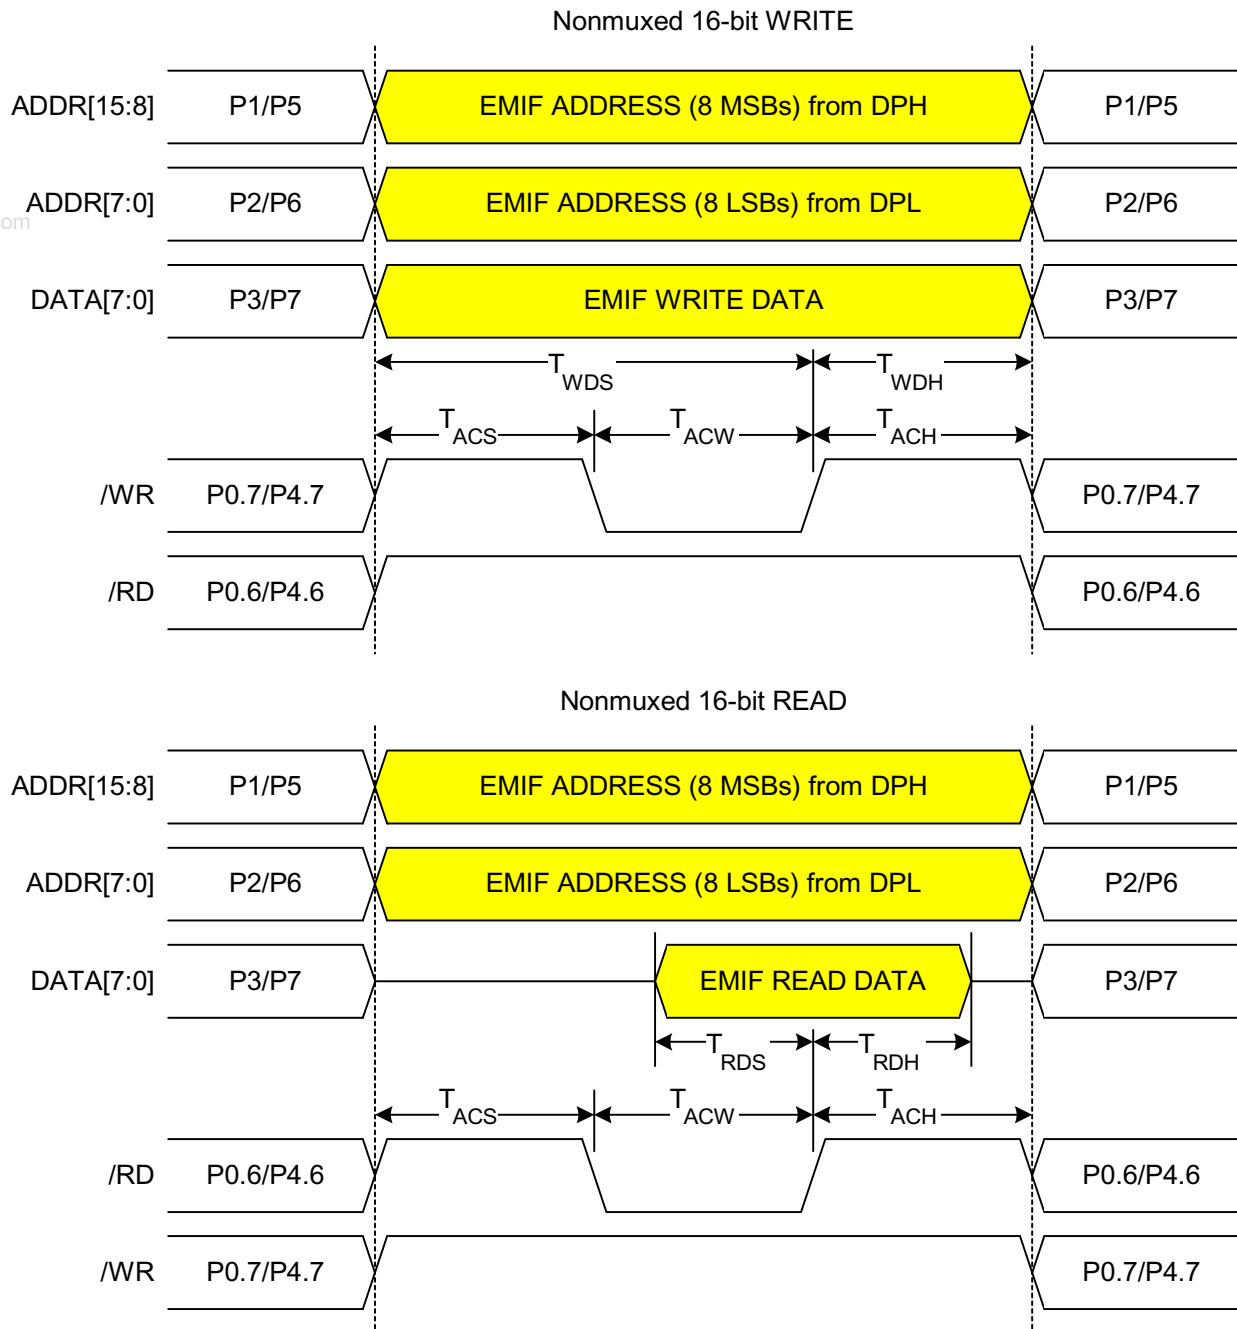 Nonmuxed 16-bit WRITE
ADDR[15:8] P1/P5 EMIF ADDRESS (8 MSBs) from DPH P1/P5
ADDR[7:0] P2/P6 EMIF ADDRESS (8 LSBs) from DPL P2/P6
om
DATA[7:0] P3/P7 EMIF WRITE DATA P3/P7
TWDS TWDH
TACS TACW TACH
/WR P0.7/P4.7 P0.7/P4.7
/RD P0.6/P4.6 P0.6/P4.6
Nonmuxed 16-bit READ
ADDR[15:8] P1/P5 EMIF ADDRESS (8 MSBs) from DPH P1/P5
ADDR[7:0] P2/P6 EMIF ADDRESS (8 LSBs) from DPL P2/P6
DATA[7:0] P3/P7 EMIF READ DATA P3/P7
TRDS TRDH
TACS TACW TACH
/RD P0.6/P4.6 P0.6/P4.6
/WR P0.7/P4.7 P0.7/P4.7